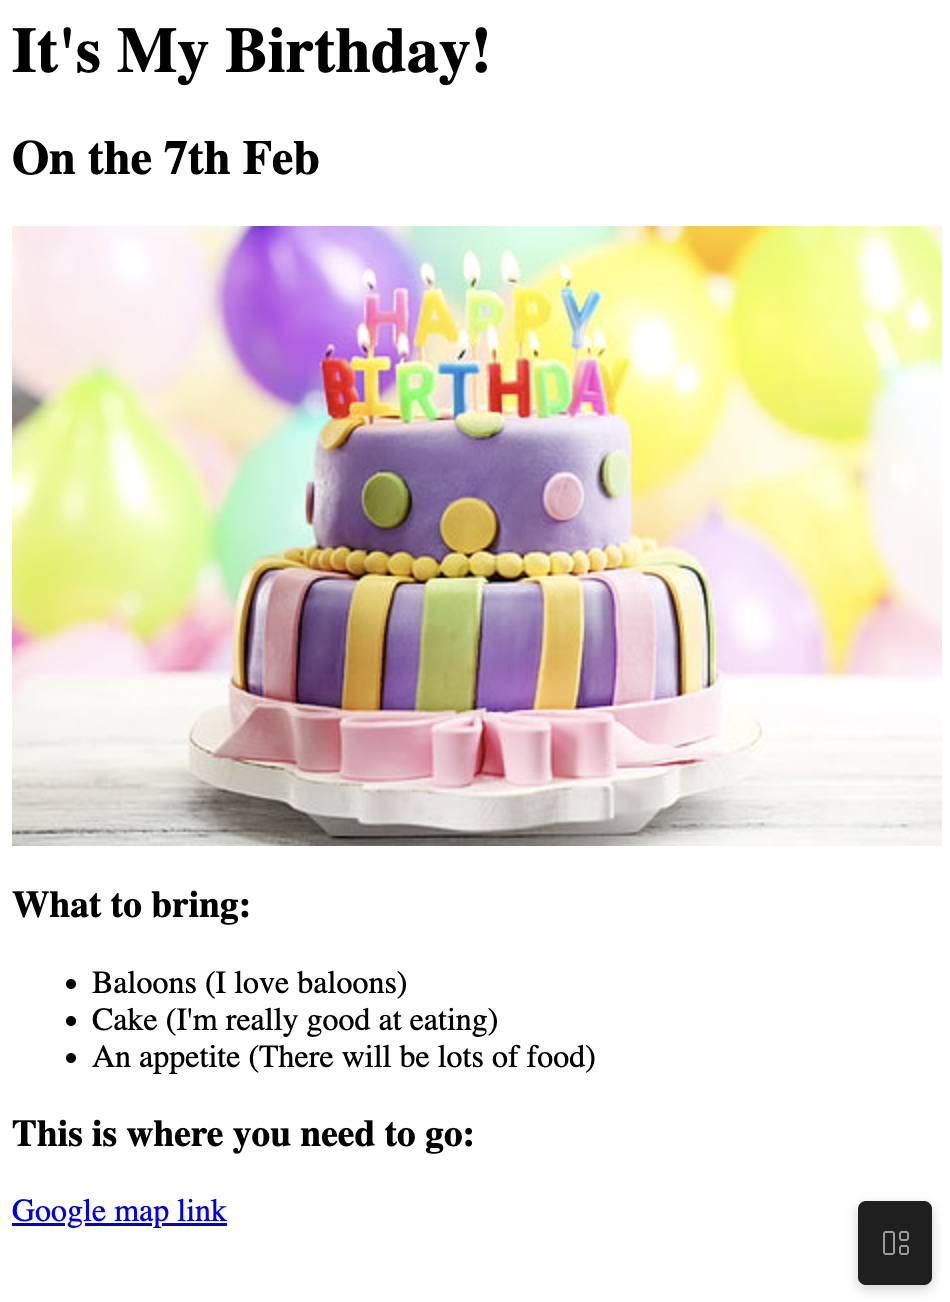 It's My Birthday!
On the 7th Feb
HAPPY
BIRTHDAY
What to bring:
Baloons (I love baloons)
Cake (I'm really good at eating)
An appetite (There will be lots of food)
This is where you need to go:
Google map link